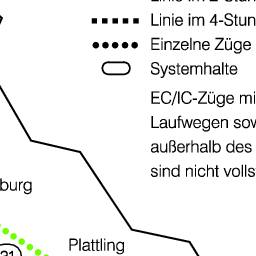 Linie im 4-Stun
Einzelne Züge
Systemhalte
EC/IC-Züge mi
Laufwegen sow
außerhalb des
sind nicht volls
burg
Plattling